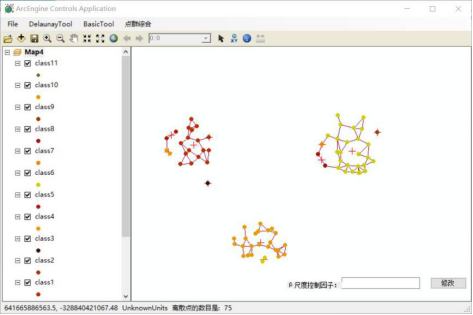 ArcEngine Controls Application
File DelaunayTool BasicTool 点群综合
0: 0
Map4
class11
class10
class9
class8
class7
class6
class5
class4
class3
class2
class1
β 尺度控制因子:
修改
641665886563.5, -328840421067.48 UnknownUnits 离散点的数目是: 75